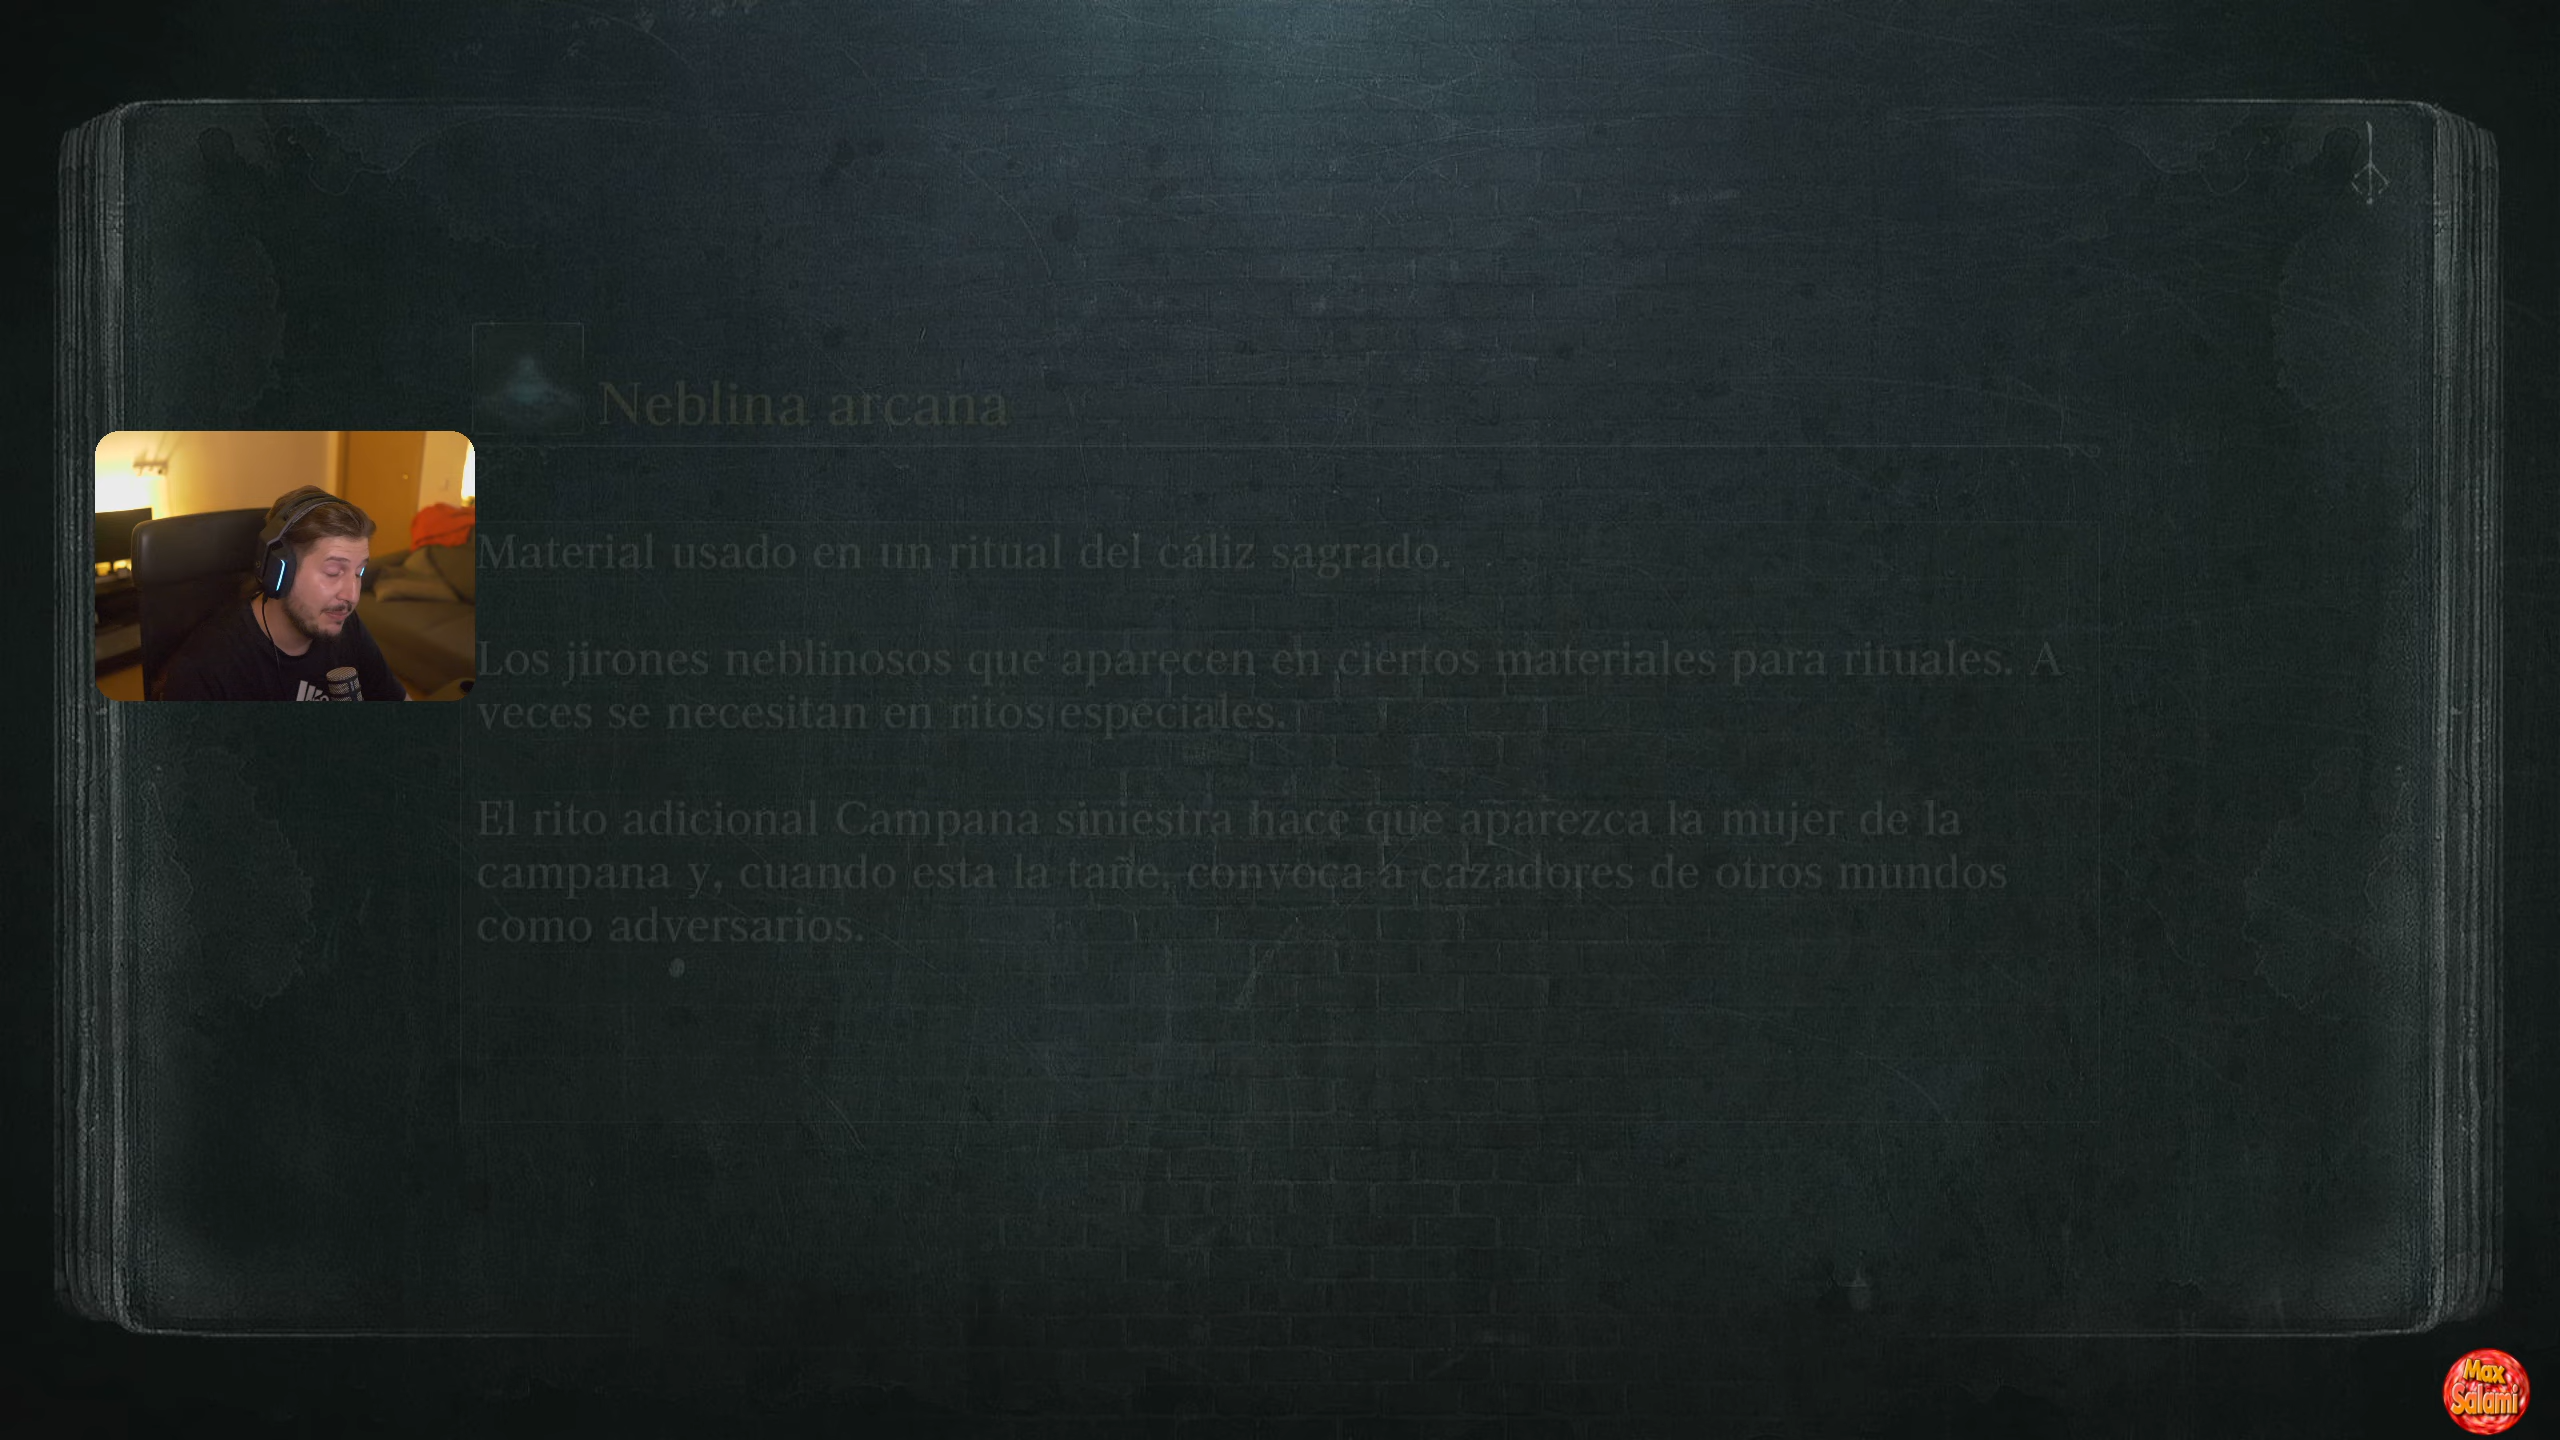 Neblina arcana
Material usado en un ritual del cáliz sagrado.
Los jirones neblinosos que aparecen en ciertos materiales para rituales. A
veces se necesitan en ritos especiales.
El rito adicional Campana siniestra hace que aparezca la mujer de la
campana y, cuando esta la tañe, convoca a cazadores de otros mundos
como adversarios.
Max
Salami